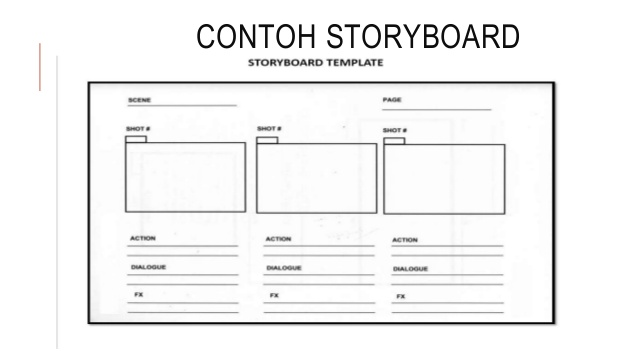 CONTOH STORYBOARD
STORYBOARD TEMPLATE
SCENE PAGE
SHOT # SHOT # SHOT #
ACTION ACTION ACTION
DIALOGUE DIALOGUE DIALOGUE
FX FX FX